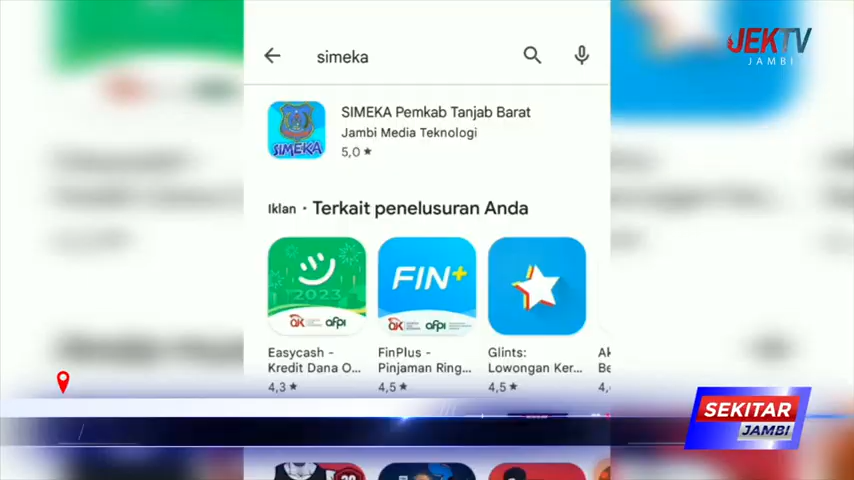 simeka
JEKTV
JAMBI
SIMEKA Pemkab Tanjab Barat
Jambi Media Teknologi
5,0 ★
SIMEKA
Iklan · Terkait penelusuran Anda
2023
FIN+
afpi
afpi
Easycash -
Kredit Dana O...
4,3 ★
FinPlus -
Pinjaman Ring...
4,5 ★
Glints:
Lowongan Ker...
4,5 ★
SEKITAR
JAMBI